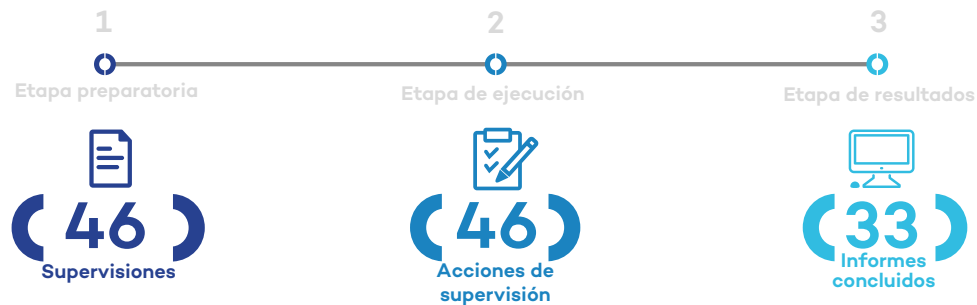 1
2
3
Etapa preparatoria
Etapa de ejecución
Etapa de resultados
46
Supervisiones
46
Acciones de
supervisión
33
Informes
concluidos